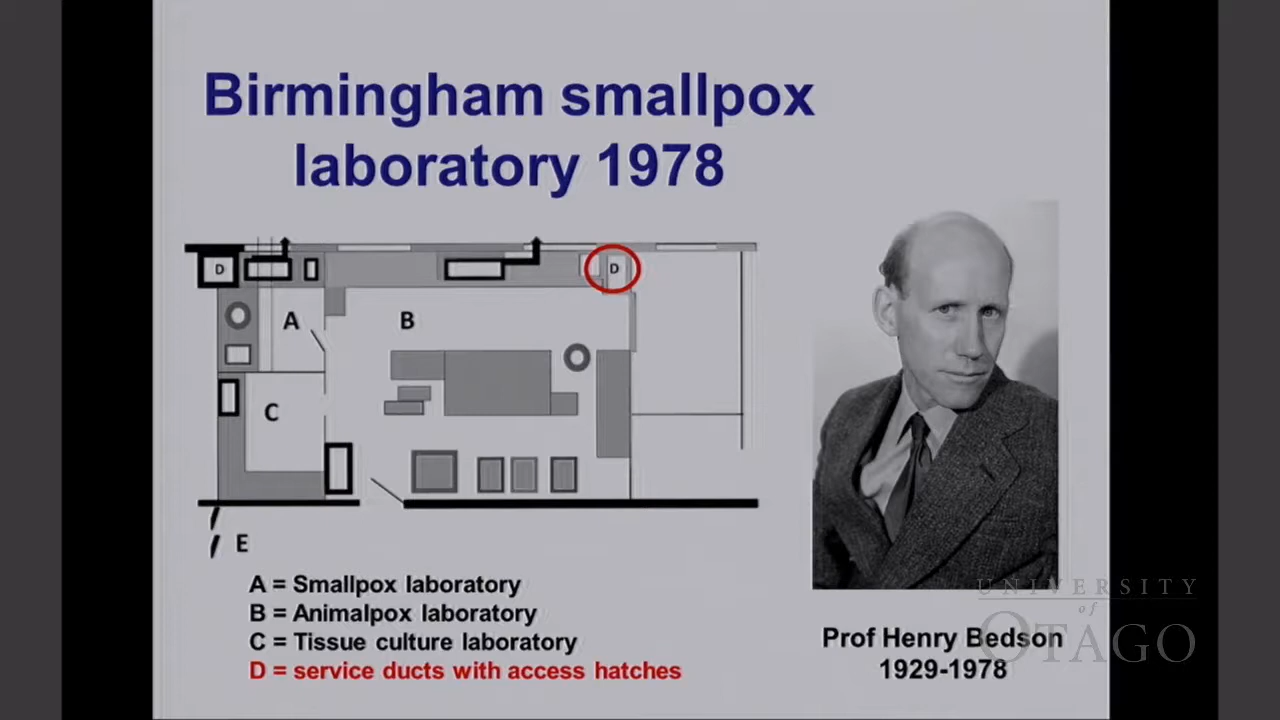 Birmingham smallpox
laboratory 1978
D
D
A
B
C
E
A = Smallpox laboratory
B = Animalpox laboratory
C = Tissue culture laboratory
D = service ducts with access hatches
Prof Henry Bedson
1929-1978
UNIVERSITY
of
OTAGO